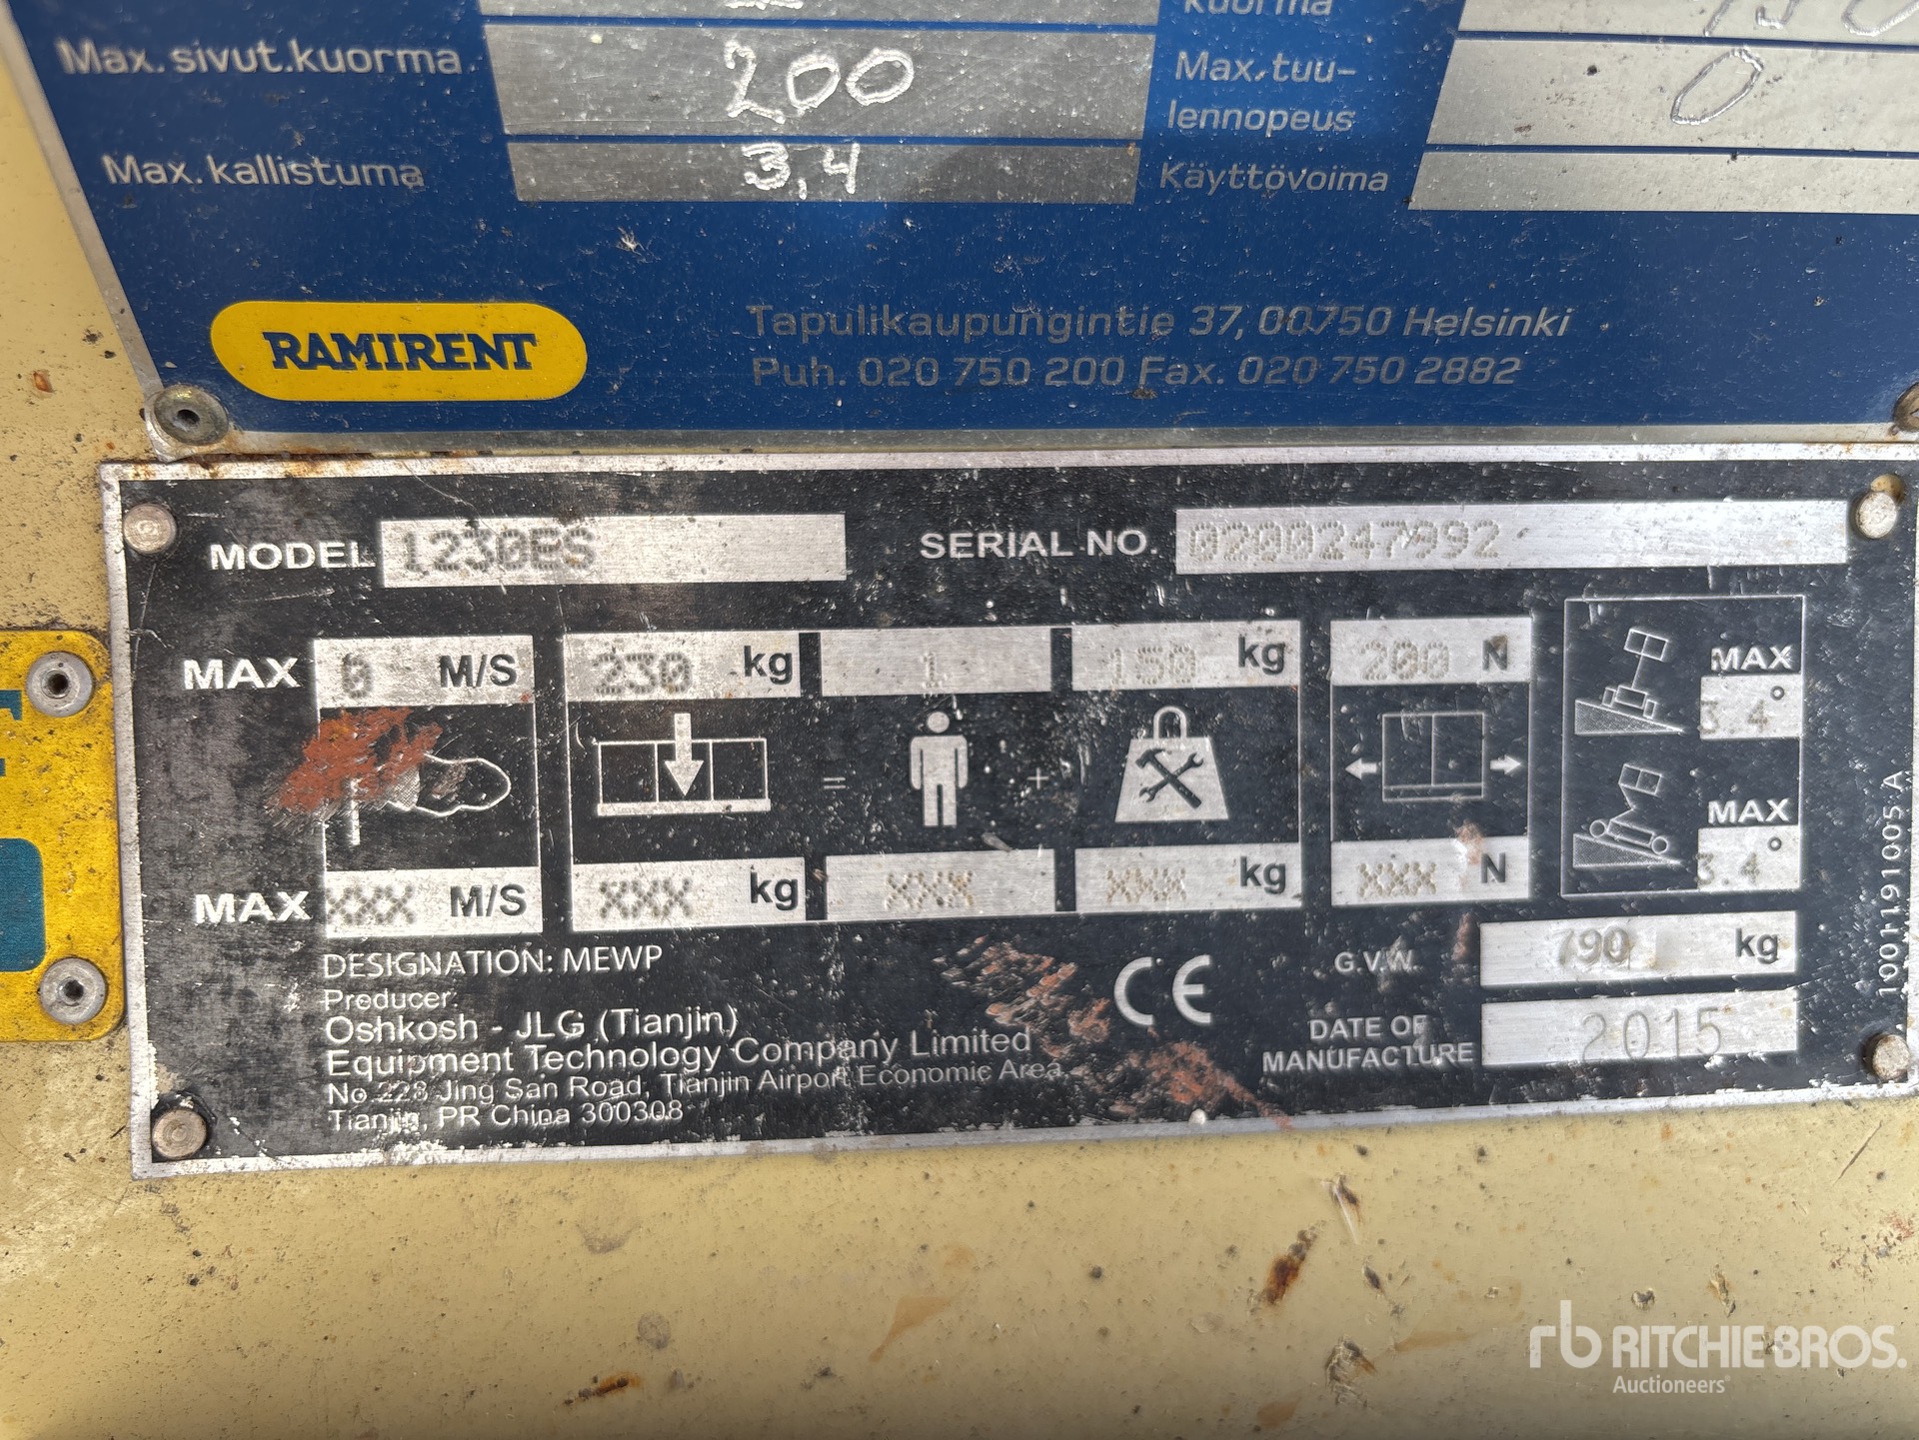 kuorma
Max. sivut.kuorma 200
Max. tuu-
lennopeus 0
Max. kallistuma 3,4
Käyttövoima
RAMIRENT
Tapulikaupungintie 37, 00750 Helsinki
Puh. 020 750 200 Fax. 020 750 2882
MODEL 1230ES SERIAL NO. 0200247992
MAX 0 M/S 230 kg 1 150 kg 200 N
MAX
3.4°
= +
MAX
3.4°
MAX XXX M/S XXX kg XXX XXX kg XXX N
DESIGNATION: MEWP
Producer:
Oshkosh - JLG (Tianjin)
Equipment Technology Company Limited
No.228 Jing San Road, Tianjin Airport Economic Area,
Tianjin, PR China 300308
CE
G.V.W. 790 kg
DATE OF
MANUFACTURE 2015
1001191005 A
rb RITCHIE BROS.
Auctioneers